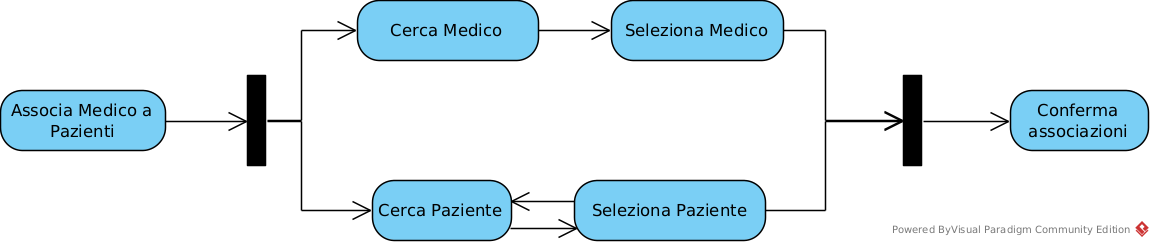 Cerca Medico
Seleziona Medico
Associa Medico a
Pazienti
Conferma
associazioni
Cerca Paziente
Seleziona Paziente
Powered ByVisual Paradigm Community Edition